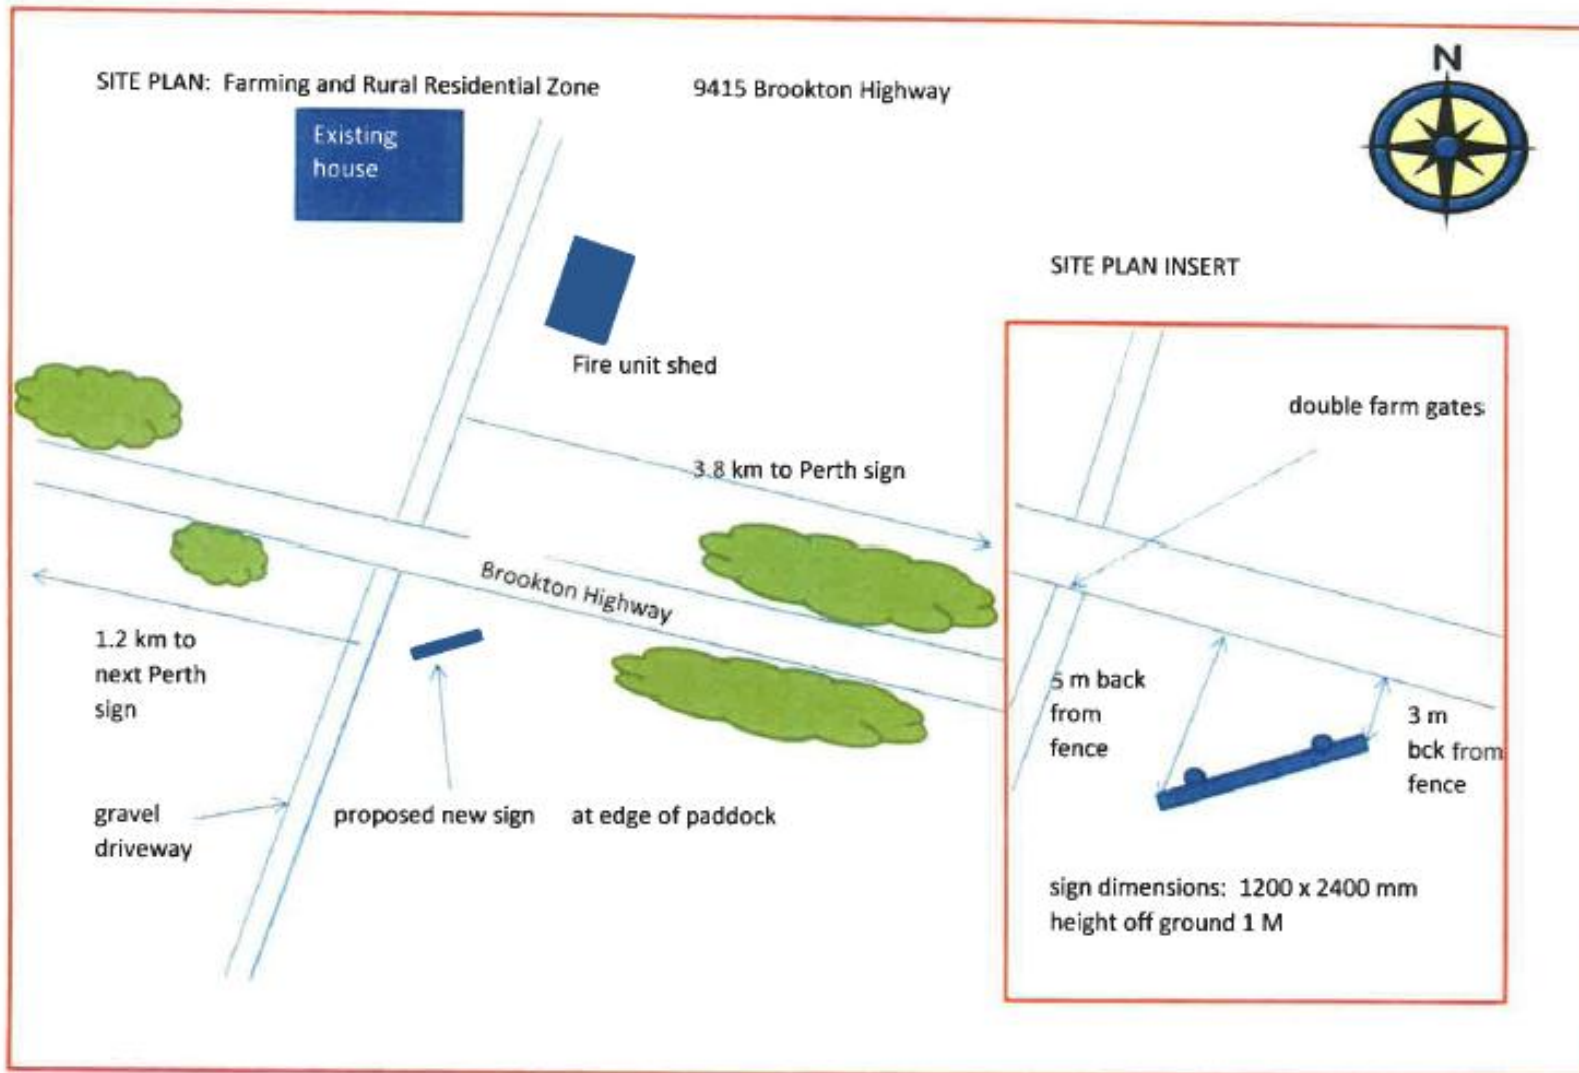 SITE PLAN: Farming and Rural Residential Zone 9415 Brookton Highway
N
Existing
house
Fire unit shed
3.8 km to Perth sign
Brookton Highway
1.2 km to
next Perth
sign
gravel
driveway
proposed new sign at edge of paddock
SITE PLAN INSERT
double farm gates
5 m back
from
fence
3 m
bck from
fence
sign dimensions: 1200 x 2400 mm
height off ground 1 M